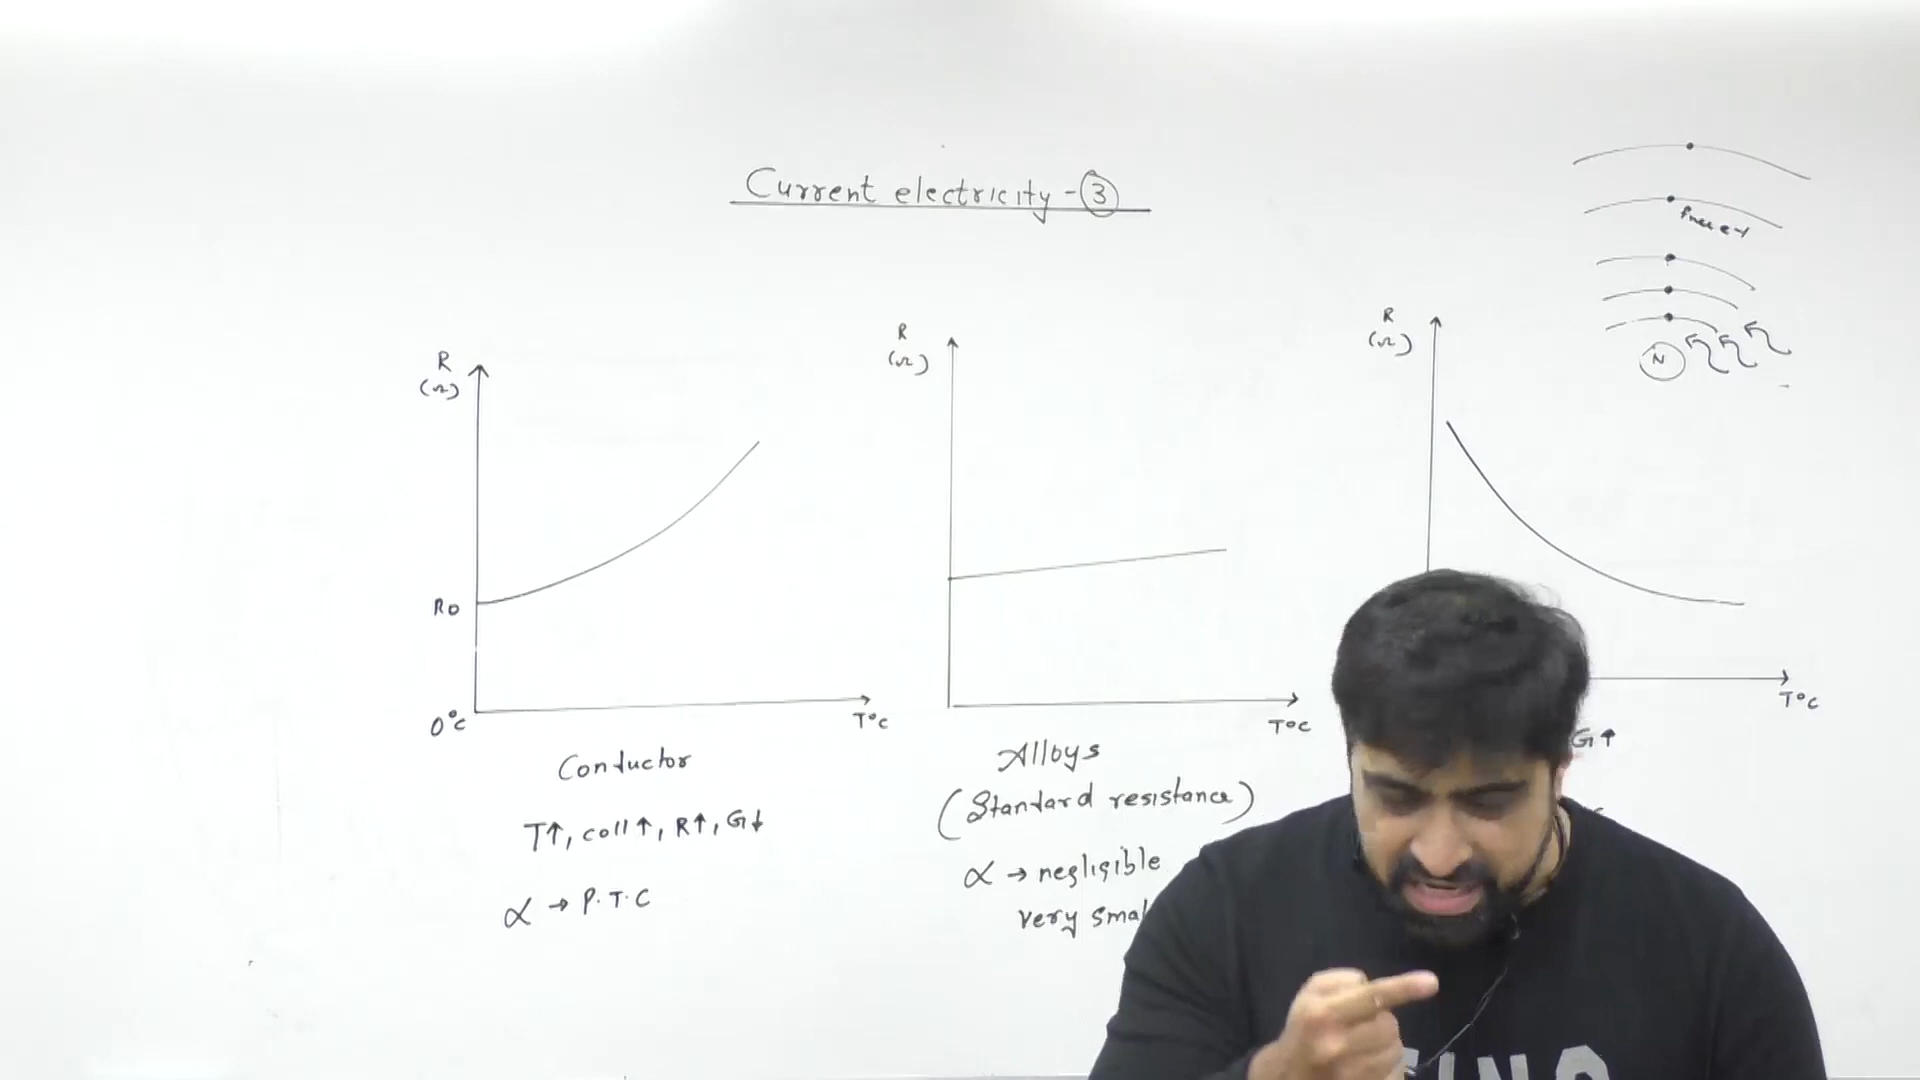 Current electricity - 3
free e-
N
R
(Ω)
R0
0°c
T°c
Conductor
T↑, coll↑, R↑, G↓
α → P.T.C
R
(Ω)
T°c
Alloys
(Standard resistance)
α → negligible
very smal
R
(Ω)
T°c
G↑